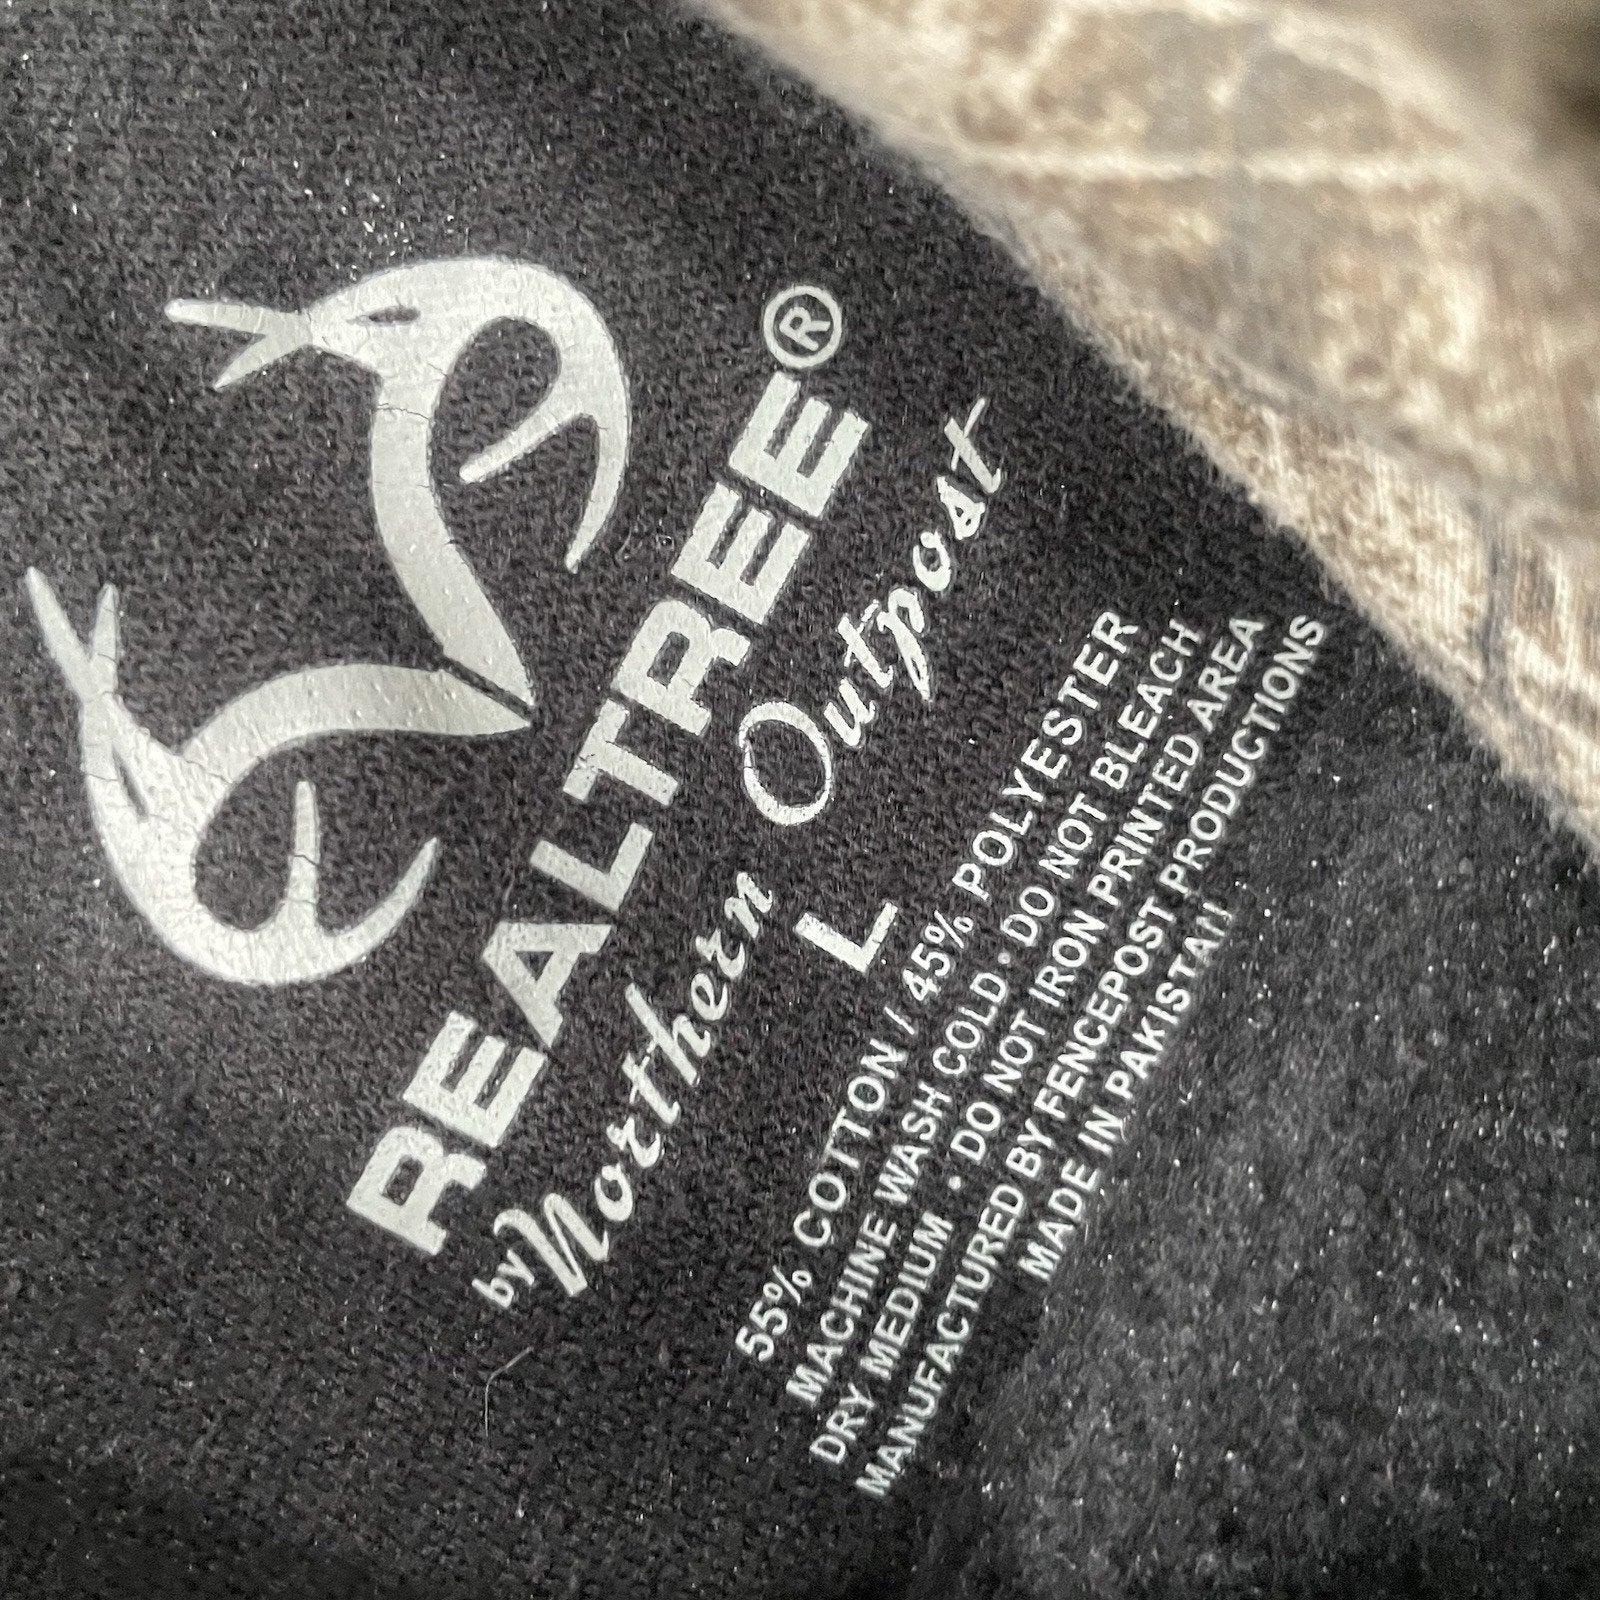 REALTREE®
by Northern Outpost
L
55% COTTON / 45% POLYESTER
MACHINE WASH COLD · DO NOT BLEACH
DRY MEDIUM · DO NOT IRON PRINTED AREA
MANUFACTURED BY FENCEPOST PRODUCTIONS
MADE IN PAKISTAN